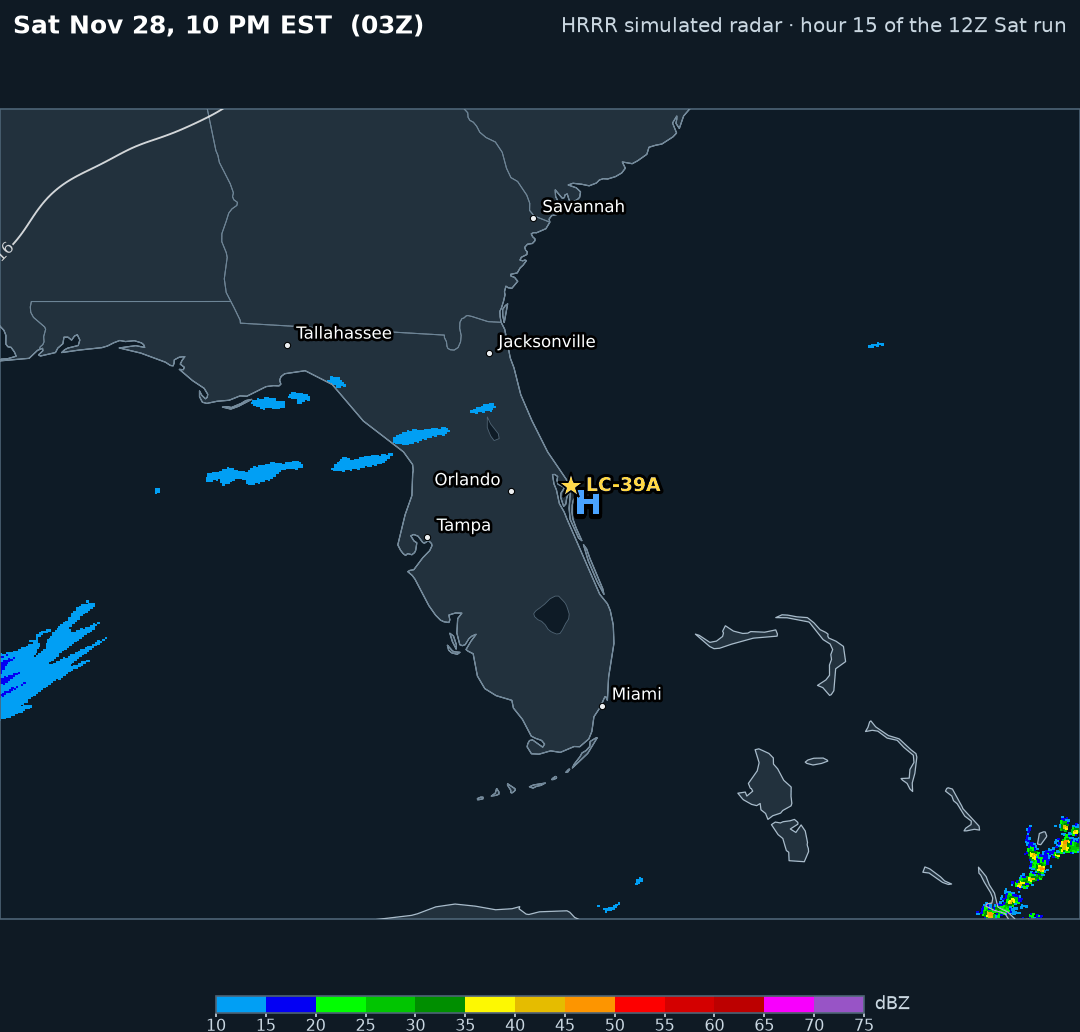 Sat Nov 28, 10 PM EST (03Z)
HRRR simulated radar · hour 15 of the 12Z Sat run
Savannah
16
Tallahassee
Jacksonville
Orlando
LC-39A
H
Tampa
Miami
dBZ
10 15 20 25 30 35 40 45 50 55 60 65 70 75